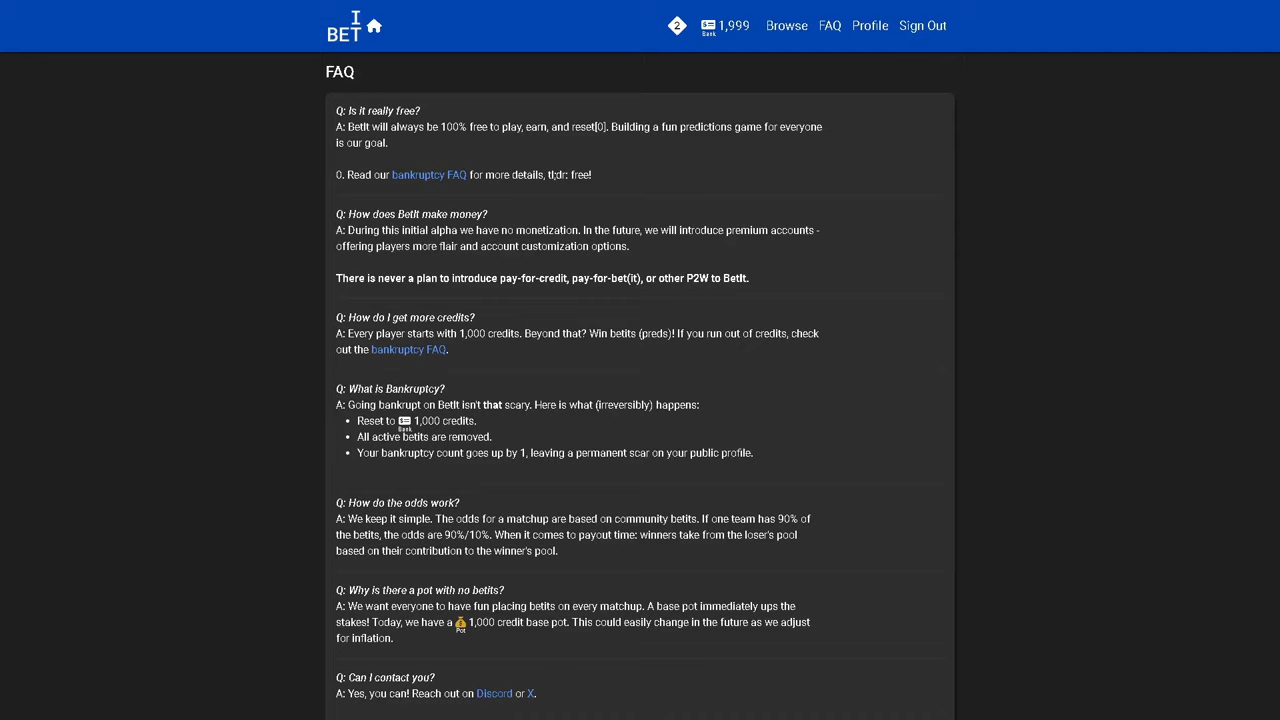 I
BET
2
Bank 1,999
Browse
FAQ
Profile
Sign Out
FAQ
Q: Is it really free?
A: BetIt will always be 100% free to play, earn, and reset[0]. Building a fun predictions game for everyone
is our goal.
0. Read our bankruptcy FAQ for more details, tl;dr: free!
Q: How does BetIt make money?
A: During this initial alpha we have no monetization. In the future, we will introduce premium accounts -
offering players more flair and account customization options.
There is never a plan to introduce pay-for-credit, pay-for-bet(it), or other P2W to BetIt.
Q: How do I get more credits?
A: Every player starts with 1,000 credits. Beyond that? Win betits (preds)! If you run out of credits, check
out the bankruptcy FAQ.
Q: What is Bankruptcy?
A: Going bankrupt on BetIt isn't that scary. Here is what (irreversibly) happens:
• Reset to Bank 1,000 credits.
• All active betits are removed.
• Your bankruptcy count goes up by 1, leaving a permanent scar on your public profile.
Q: How do the odds work?
A: We keep it simple. The odds for a matchup are based on community betits. If one team has 90% of
the betits, the odds are 90%/10%. When it comes to payout time: winners take from the loser's pool
based on their contribution to the winner's pool.
Q: Why is there a pot with no betits?
A: We want everyone to have fun placing betits on every matchup. A base pot immediately ups the
stakes! Today, we have a Pot 1,000 credit base pot. This could easily change in the future as we adjust
for inflation.
Q: Can I contact you?
A: Yes, you can! Reach out on Discord or X.